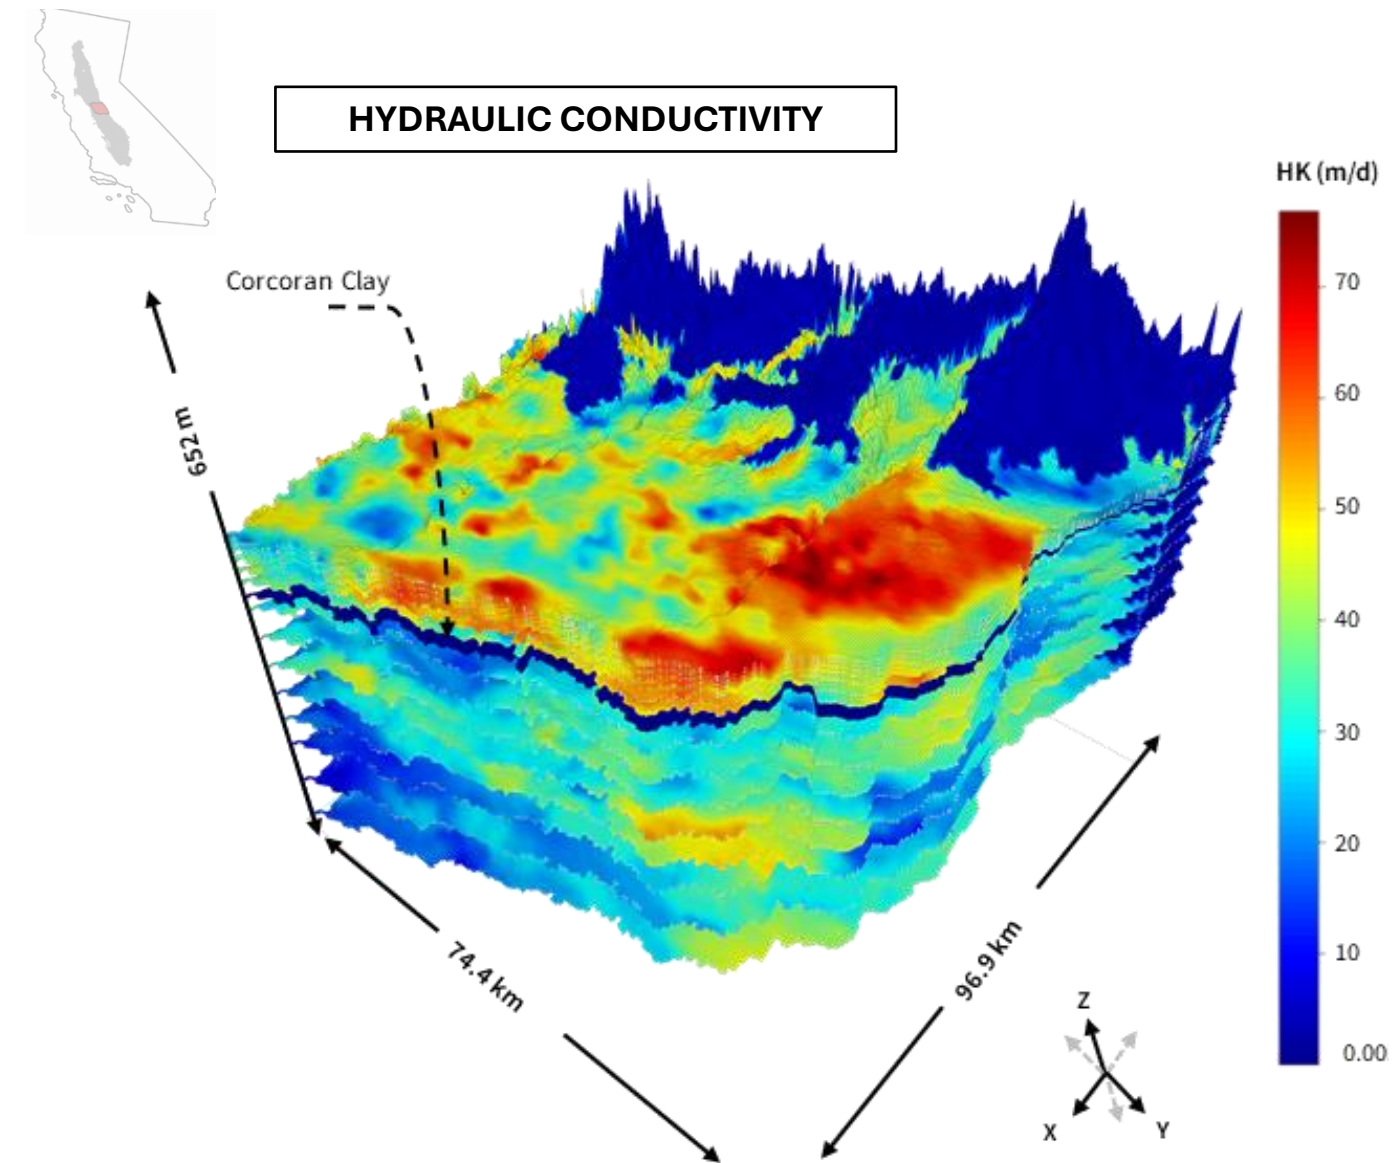 HYDRAULIC CONDUCTIVITY
HK (m/d)
Corcoran Clay
652 m
70
60
50
40
30
20
10
0.00
74.4 km
96.9 km
Z
X
Y